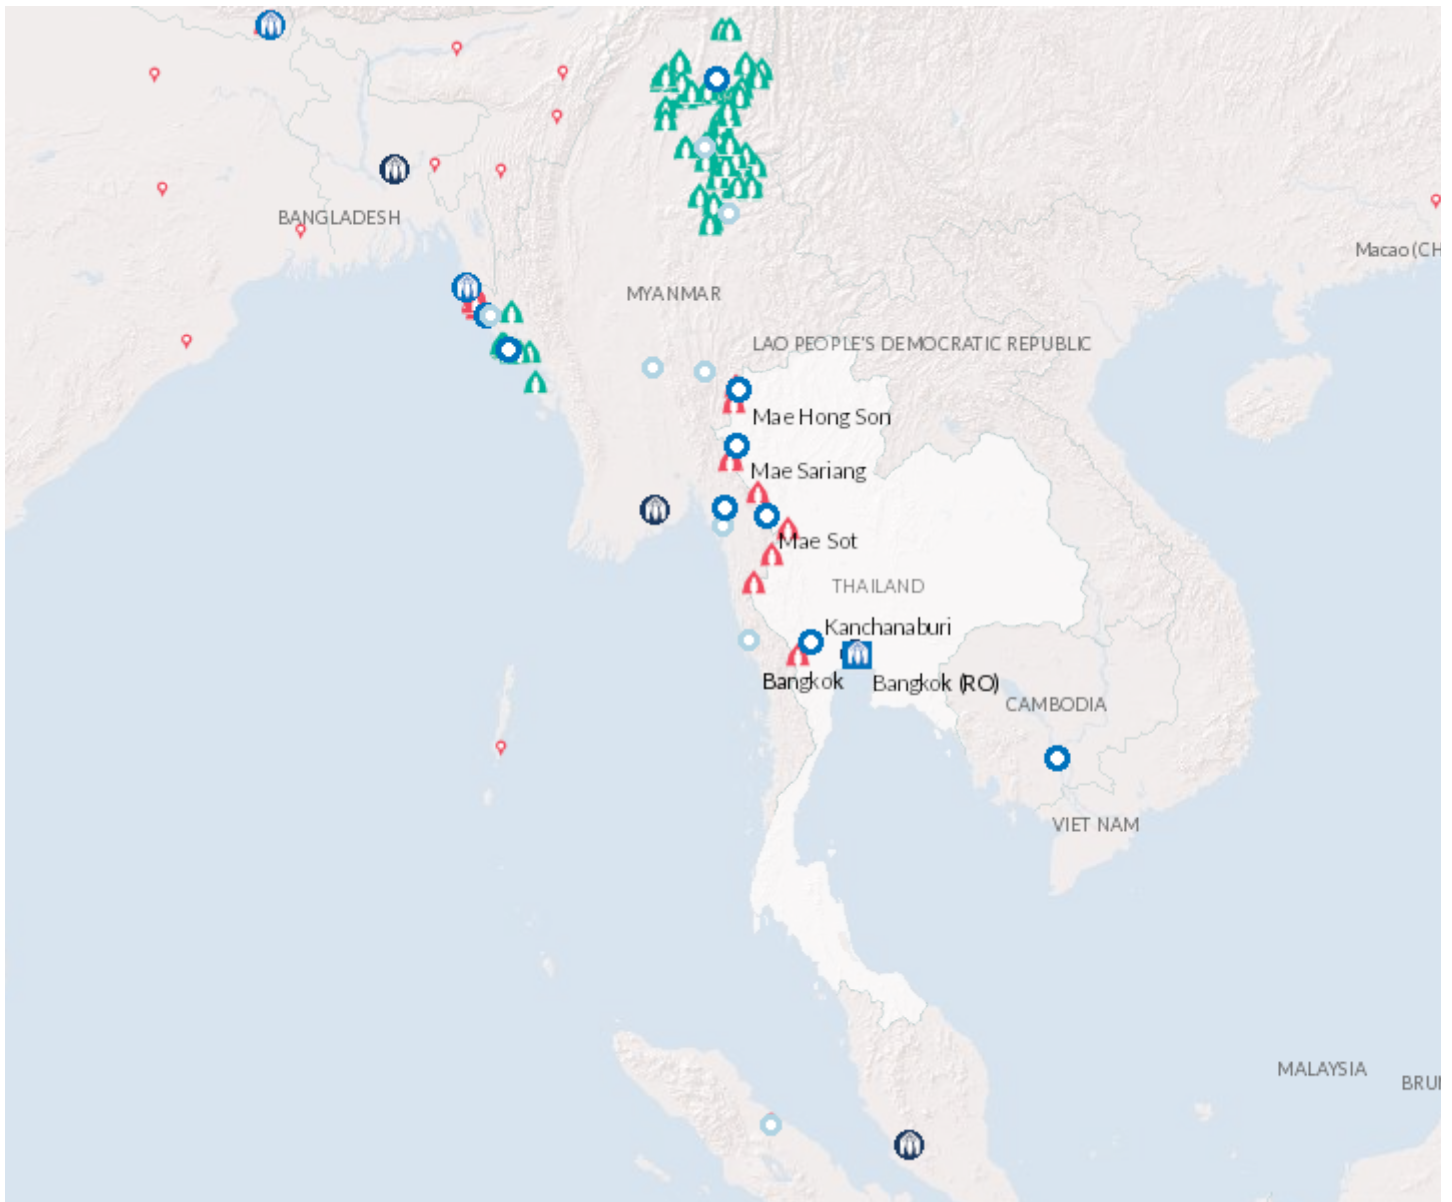 BANGLADESH
Macao (CH
MYANMAR
LAO PEOPLE'S DEMOCRATIC REPUBLIC
Mae Hong Son
Mae Sariang
Mae Sot
THAILAND
Kanchanaburi
Bangkok
Bangkok (RO)
CAMBODIA
VIET NAM
MALAYSIA
BRU